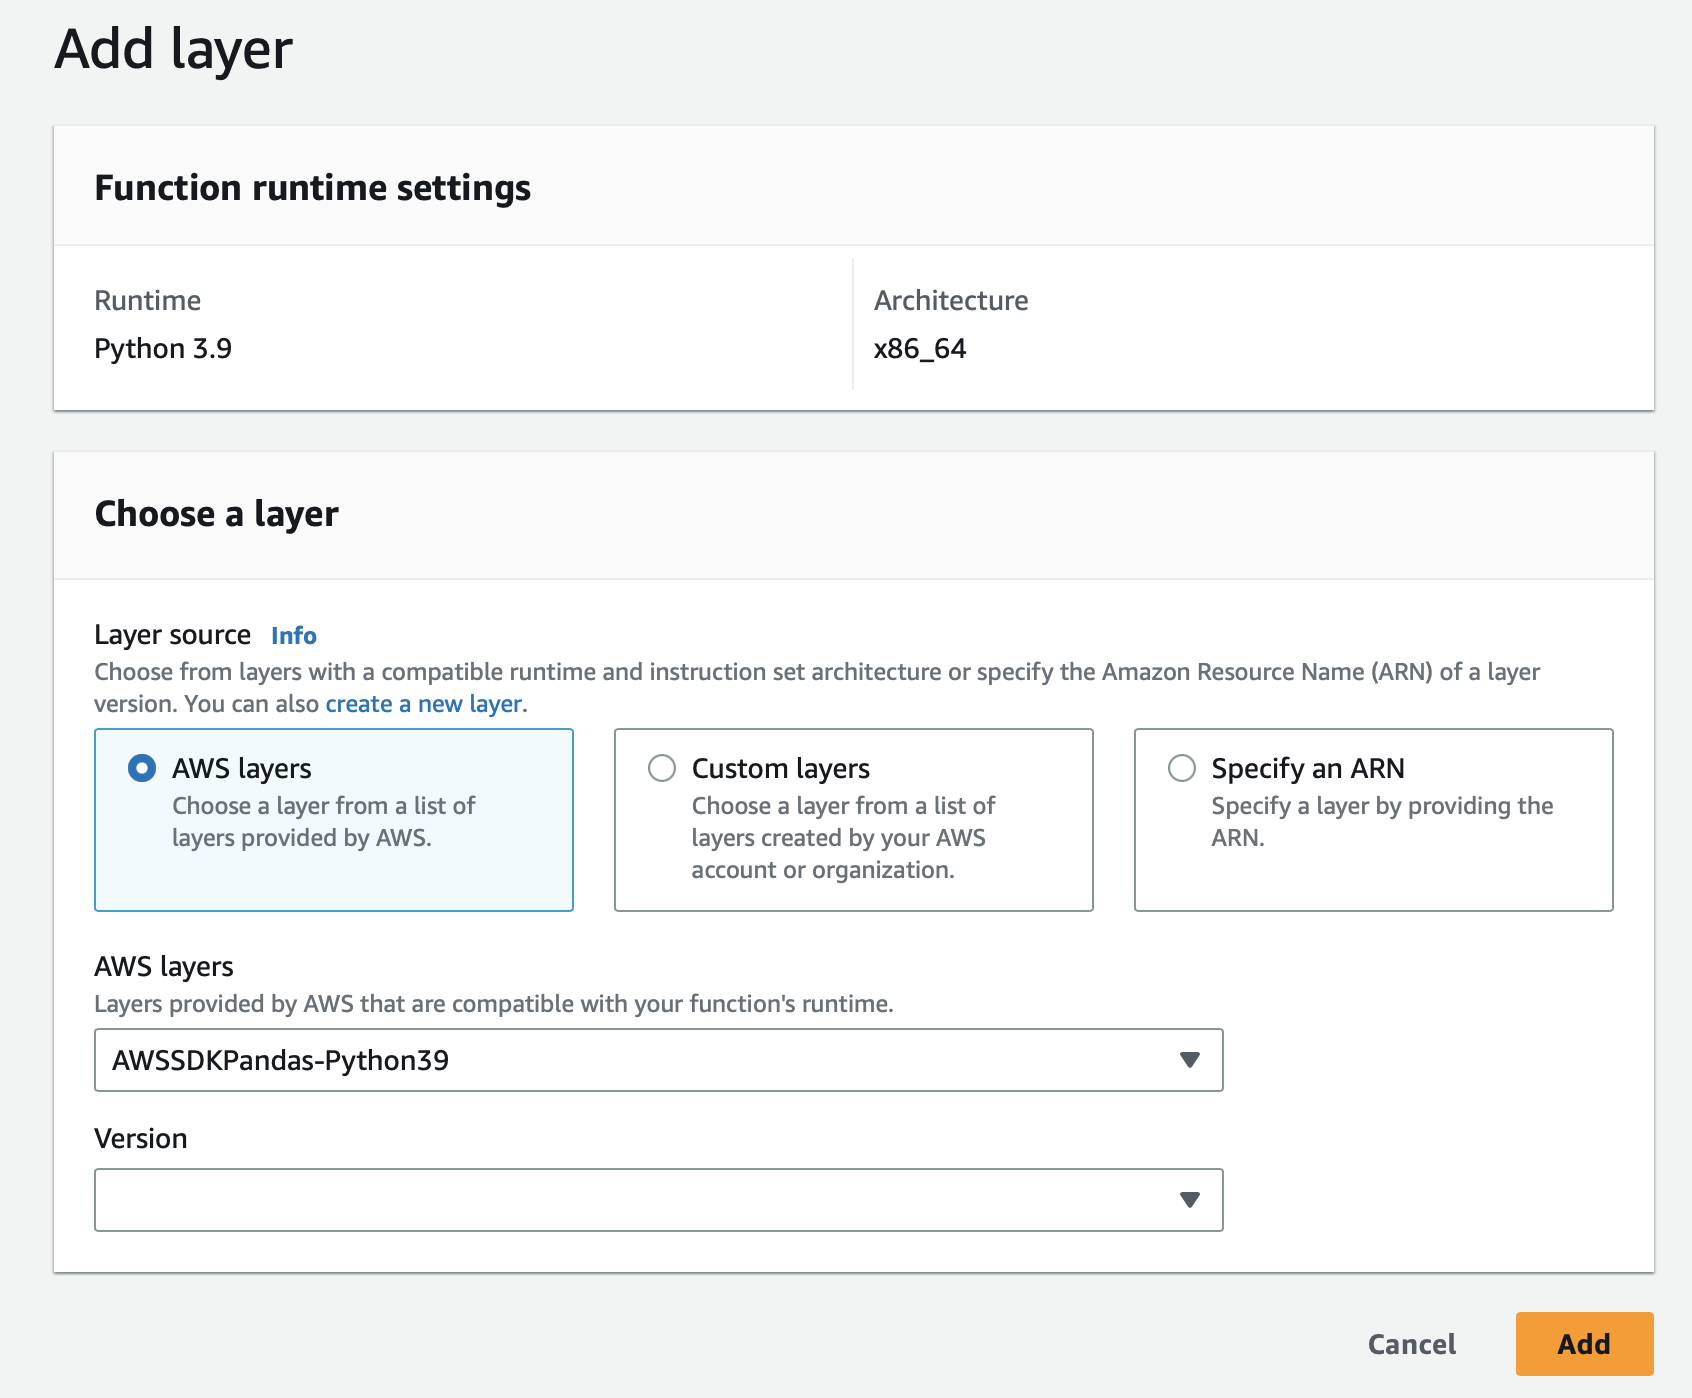 Add layer
Function runtime settings
Runtime
Python 3.9
Architecture
x86_64
Choose a layer
Layer source Info
Choose from layers with a compatible runtime and instruction set architecture or specify the Amazon Resource Name (ARN) of a layer
version. You can also create a new layer.
AWS layers
Choose a layer from a list of
layers provided by AWS.
Custom layers
Choose a layer from a list of
layers created by your AWS
account or organization.
Specify an ARN
Specify a layer by providing the
ARN.
AWS layers
Layers provided by AWS that are compatible with your function's runtime.
AWSSDKPandas-Python39
Version
Cancel
Add